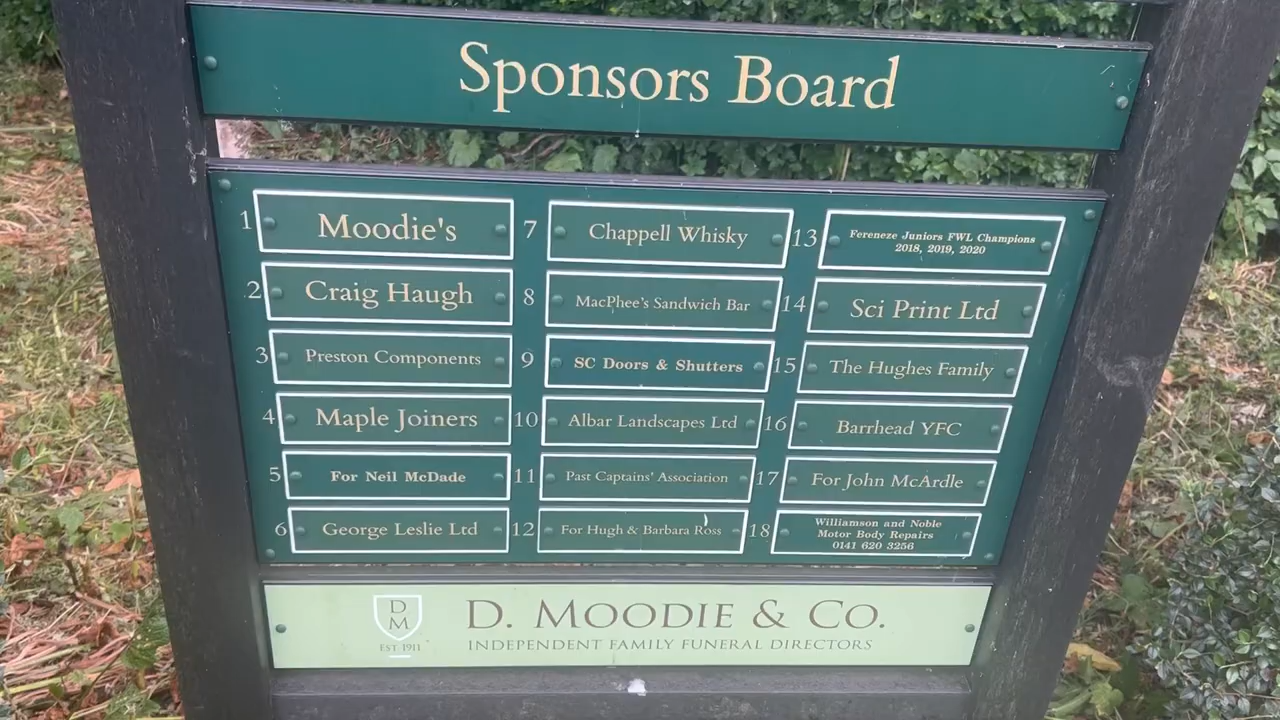 Sponsors Board
1 Moodie's
2 Craig Haugh
3 Preston Components
4 Maple Joiners
5 For Neil McDade
6 George Leslie Ltd
7 Chappell Whisky
8 MacPhee's Sandwich Bar
9 SC Doors & Shutters
10 Albar Landscapes Ltd
11 Past Captains' Association
12 For Hugh & Barbara Ross
13 Fereneze Juniors FWL Champions
2018, 2019, 2020
14 Sci Print Ltd
15 The Hughes Family
16 Barrhead YFC
17 For John McArdle
18 Williamson and Noble
Motor Body Repairs
0141 620 3256
D
M
EST 1911
D. MOODIE & CO.
INDEPENDENT FAMILY FUNERAL DIRECTORS